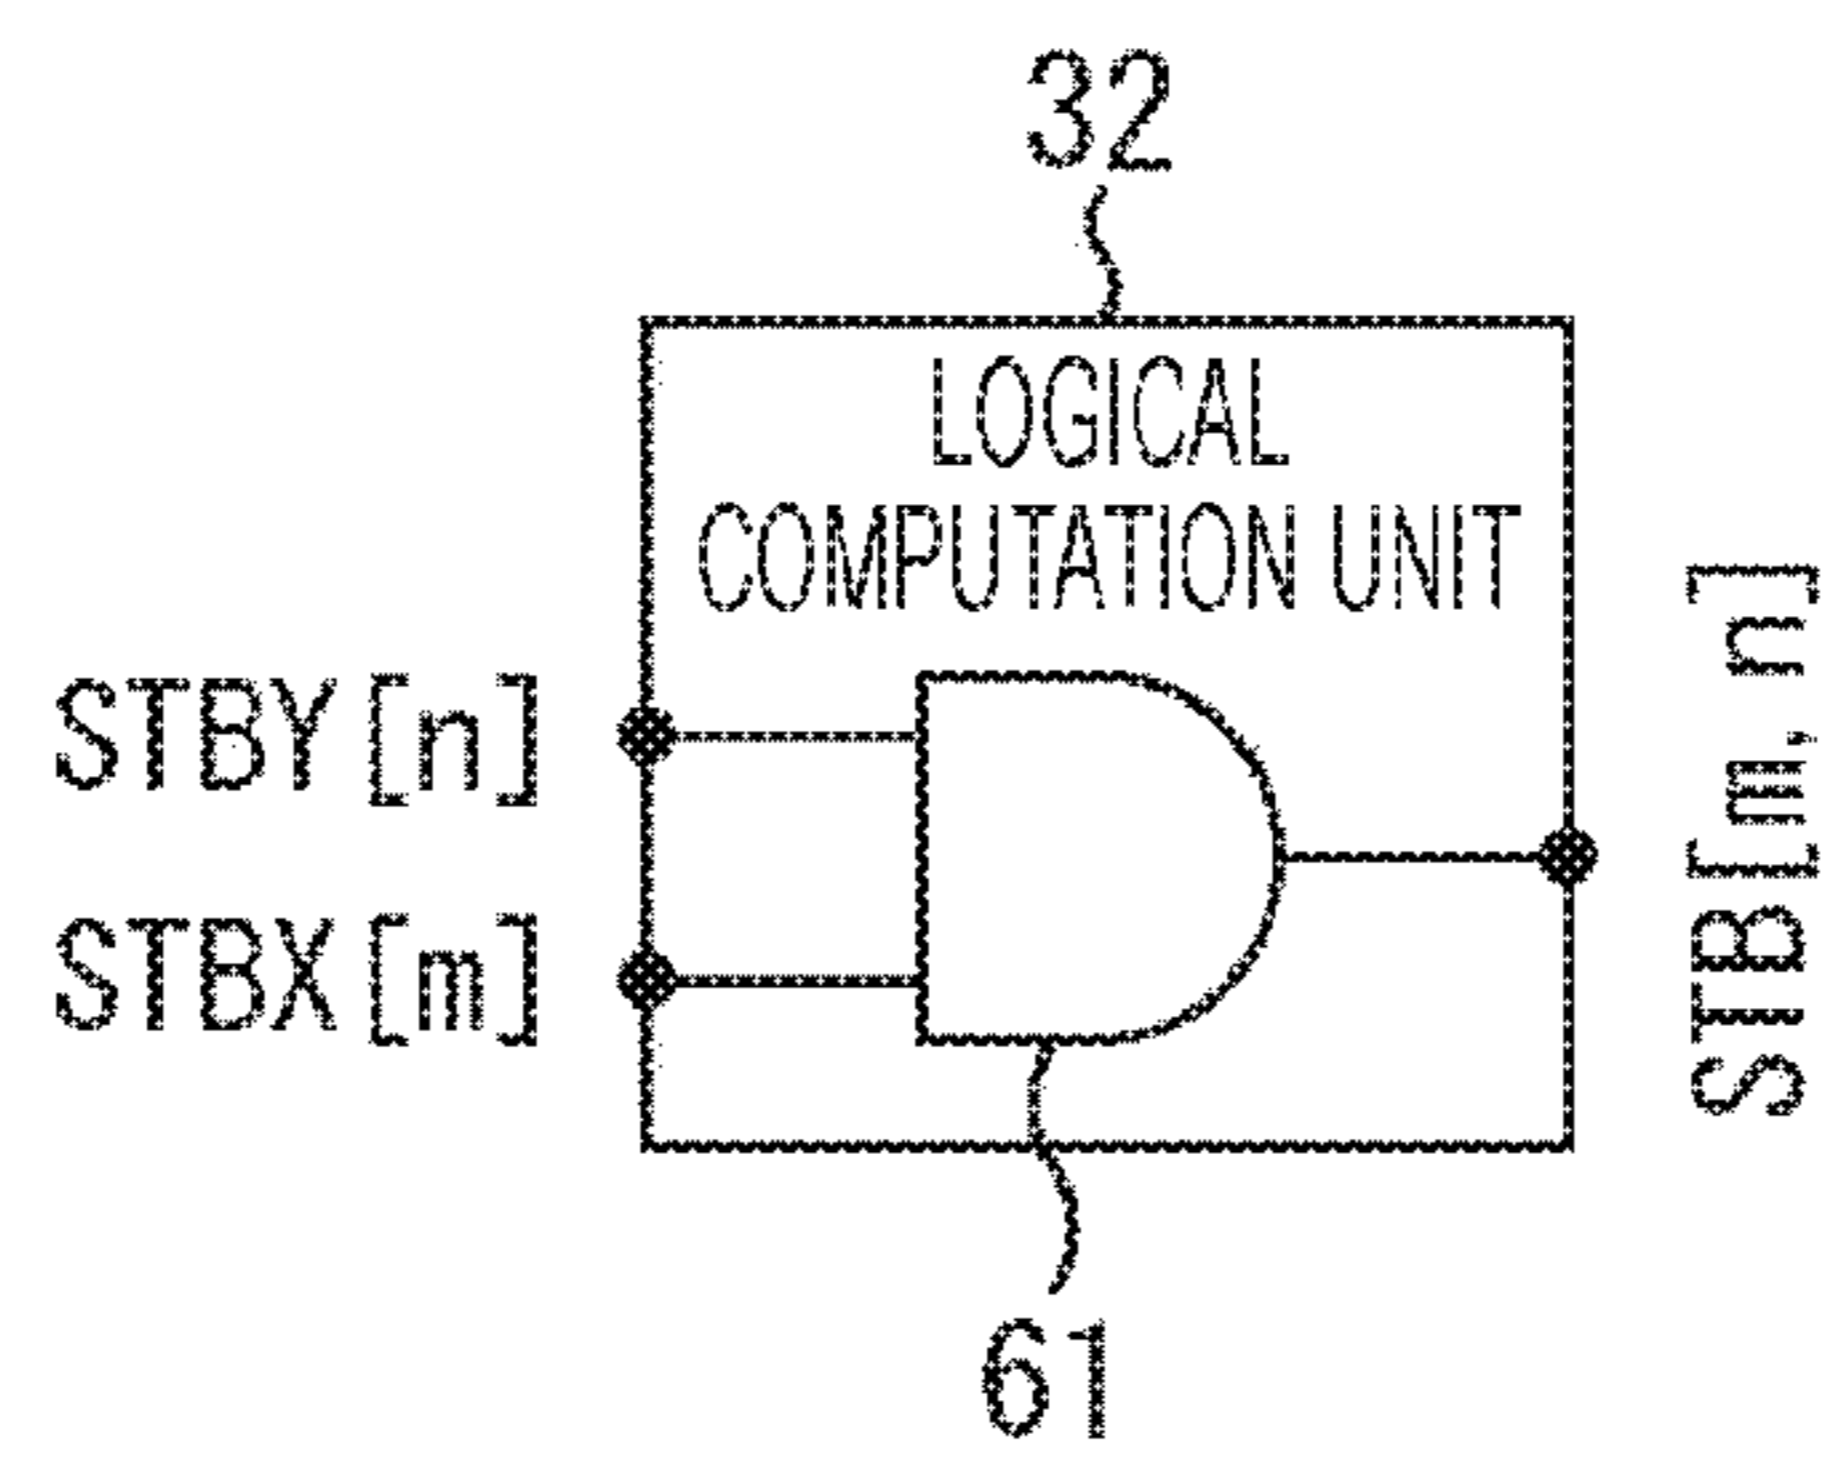 32
LOGICAL
COMPUTATION UNIT
STBY[n]
STBX[m]
STB[m, n]
61